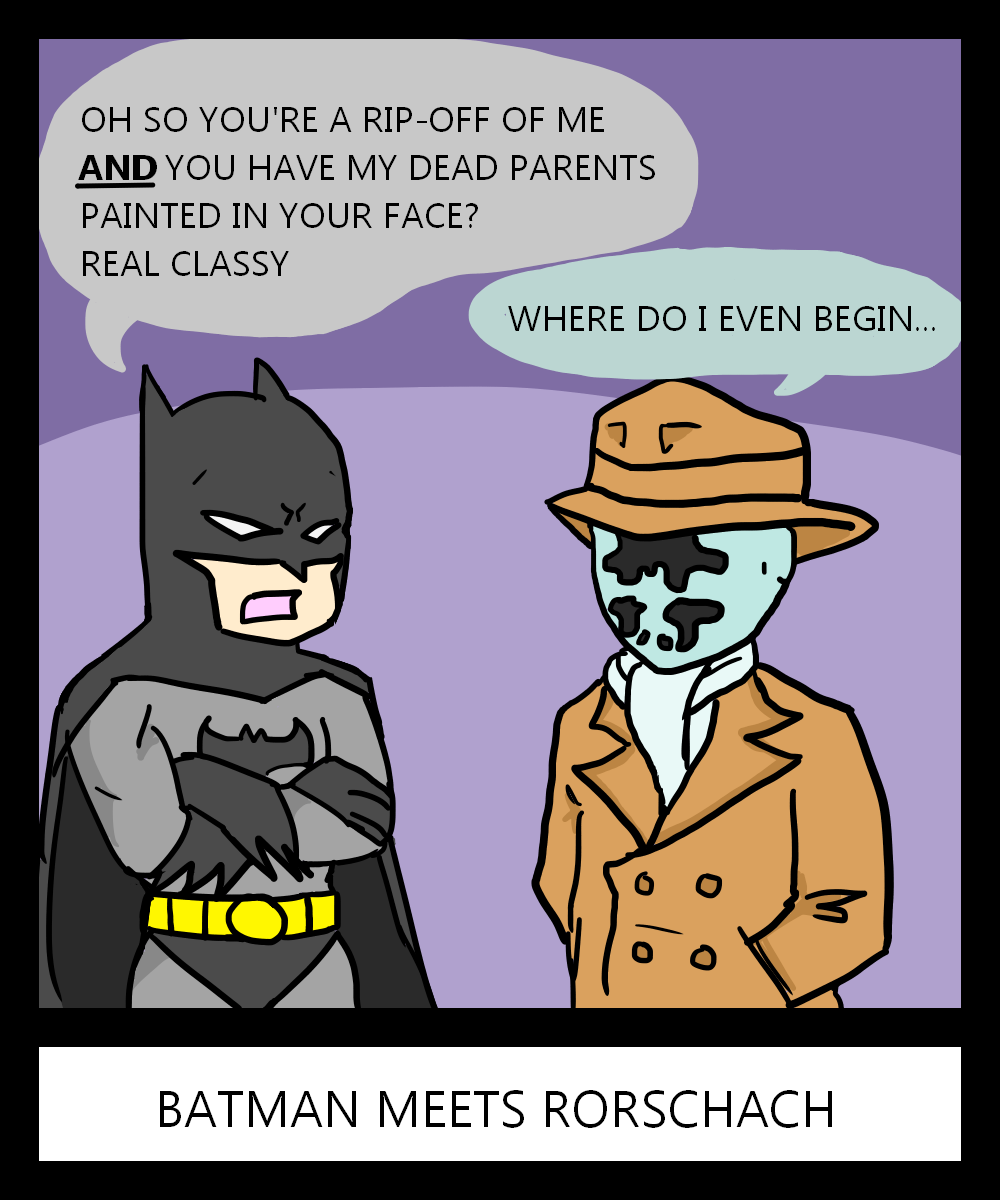 OH SO YOU'RE A RIP-OFF OF ME
AND YOU HAVE MY DEAD PARENTS
PAINTED IN YOUR FACE?
REAL CLASSY
WHERE DO I EVEN BEGIN...
BATMAN MEETS RORSCHACH